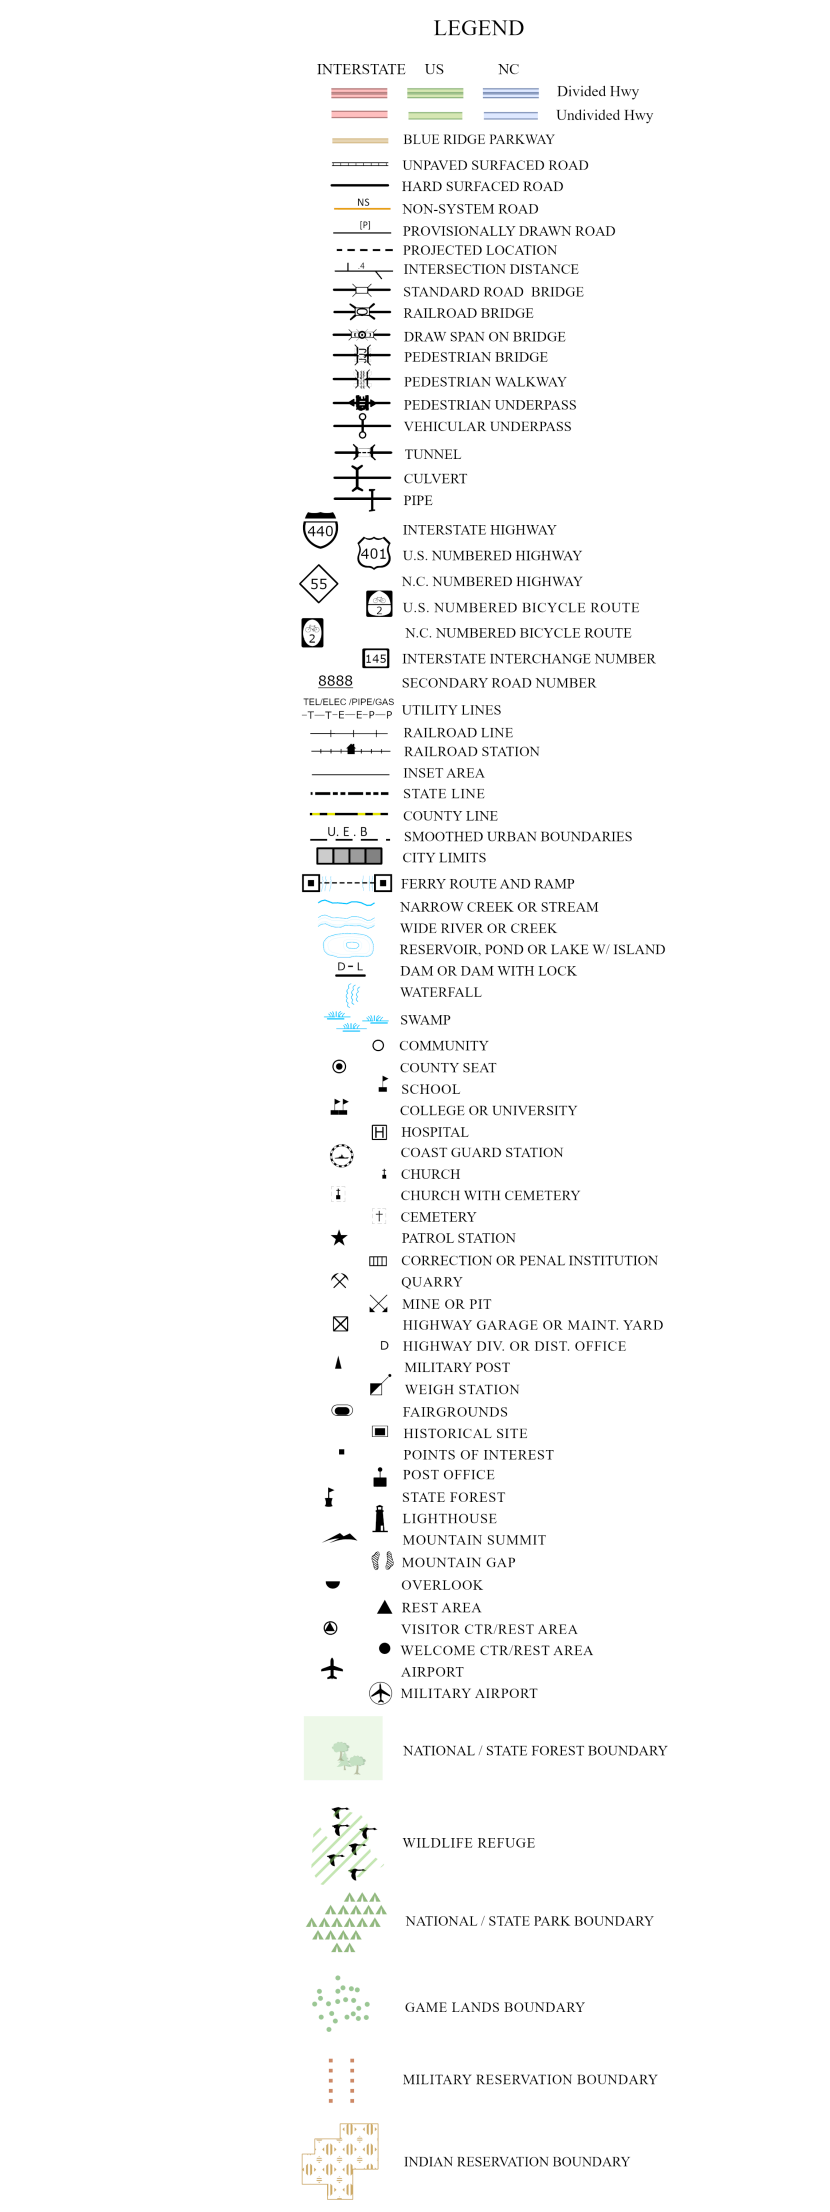 LEGEND
INTERSTATE US NC
Divided Hwy
Undivided Hwy
BLUE RIDGE PARKWAY
UNPAVED SURFACED ROAD
HARD SURFACED ROAD
NS NON-SYSTEM ROAD
[P] PROVISIONALLY DRAWN ROAD
PROJECTED LOCATION
.4 INTERSECTION DISTANCE
STANDARD ROAD BRIDGE
RAILROAD BRIDGE
DRAW SPAN ON BRIDGE
PEDESTRIAN BRIDGE
PEDESTRIAN WALKWAY
PEDESTRIAN UNDERPASS
VEHICULAR UNDERPASS
TUNNEL
CULVERT
PIPE
440 INTERSTATE HIGHWAY
401 U.S. NUMBERED HIGHWAY
55 N.C. NUMBERED HIGHWAY
2 U.S. NUMBERED BICYCLE ROUTE
2 N.C. NUMBERED BICYCLE ROUTE
145 INTERSTATE INTERCHANGE NUMBER
8888 SECONDARY ROAD NUMBER
TEL/ELEC /PIPE/GAS
–T—T–E—E–P—P UTILITY LINES
RAILROAD LINE
RAILROAD STATION
INSET AREA
STATE LINE
COUNTY LINE
U. E . B SMOOTHED URBAN BOUNDARIES
CITY LIMITS
FERRY ROUTE AND RAMP
NARROW CREEK OR STREAM
WIDE RIVER OR CREEK
RESERVOIR, POND OR LAKE W/ ISLAND
D-L DAM OR DAM WITH LOCK
WATERFALL
SWAMP
COMMUNITY
COUNTY SEAT
SCHOOL
COLLEGE OR UNIVERSITY
H HOSPITAL
COAST GUARD STATION
CHURCH
CHURCH WITH CEMETERY
CEMETERY
PATROL STATION
CORRECTION OR PENAL INSTITUTION
QUARRY
MINE OR PIT
HIGHWAY GARAGE OR MAINT. YARD
D HIGHWAY DIV. OR DIST. OFFICE
MILITARY POST
WEIGH STATION
FAIRGROUNDS
HISTORICAL SITE
POINTS OF INTEREST
POST OFFICE
STATE FOREST
LIGHTHOUSE
MOUNTAIN SUMMIT
MOUNTAIN GAP
OVERLOOK
REST AREA
VISITOR CTR/REST AREA
WELCOME CTR/REST AREA
AIRPORT
MILITARY AIRPORT
NATIONAL / STATE FOREST BOUNDARY
WILDLIFE REFUGE
NATIONAL / STATE PARK BOUNDARY
GAME LANDS BOUNDARY
MILITARY RESERVATION BOUNDARY
INDIAN RESERVATION BOUNDARY